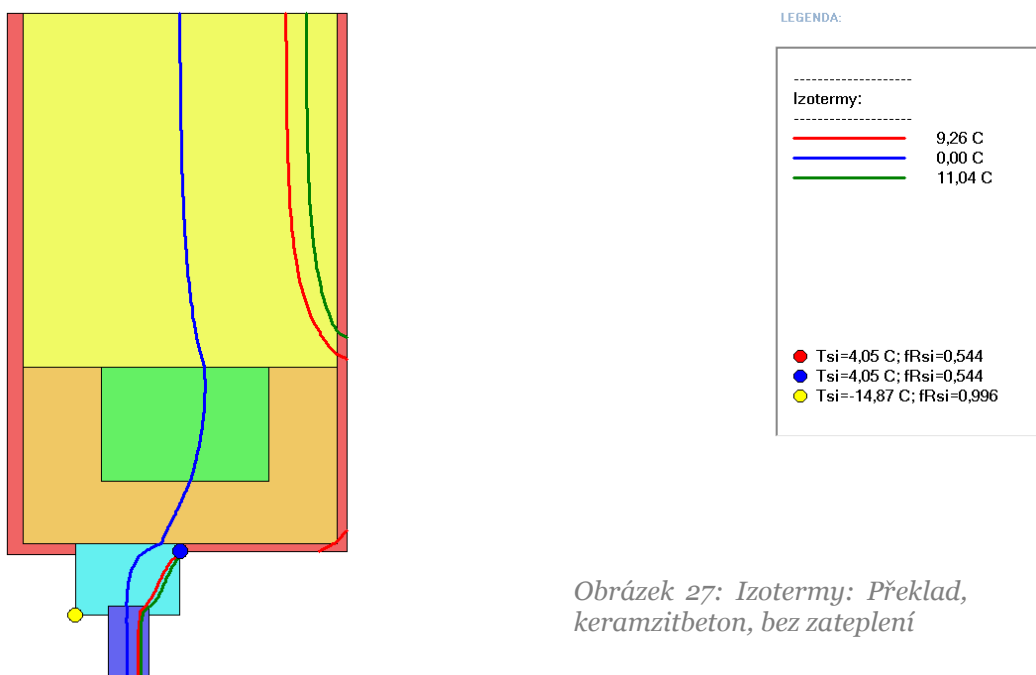 LEGENDA:
--------------------
Izotermy:
--------------------
9,26 C
0,00 C
11,04 C
Tsi=4,05 C; fRsi=0,544
Tsi=4,05 C; fRsi=0,544
Tsi=-14,87 C; fRsi=0,996
Obrázek 27: Izotermy: Překlad,
keramzitbeton, bez zateplení